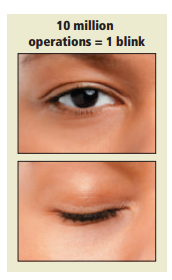 10 million
operations = 1 blink